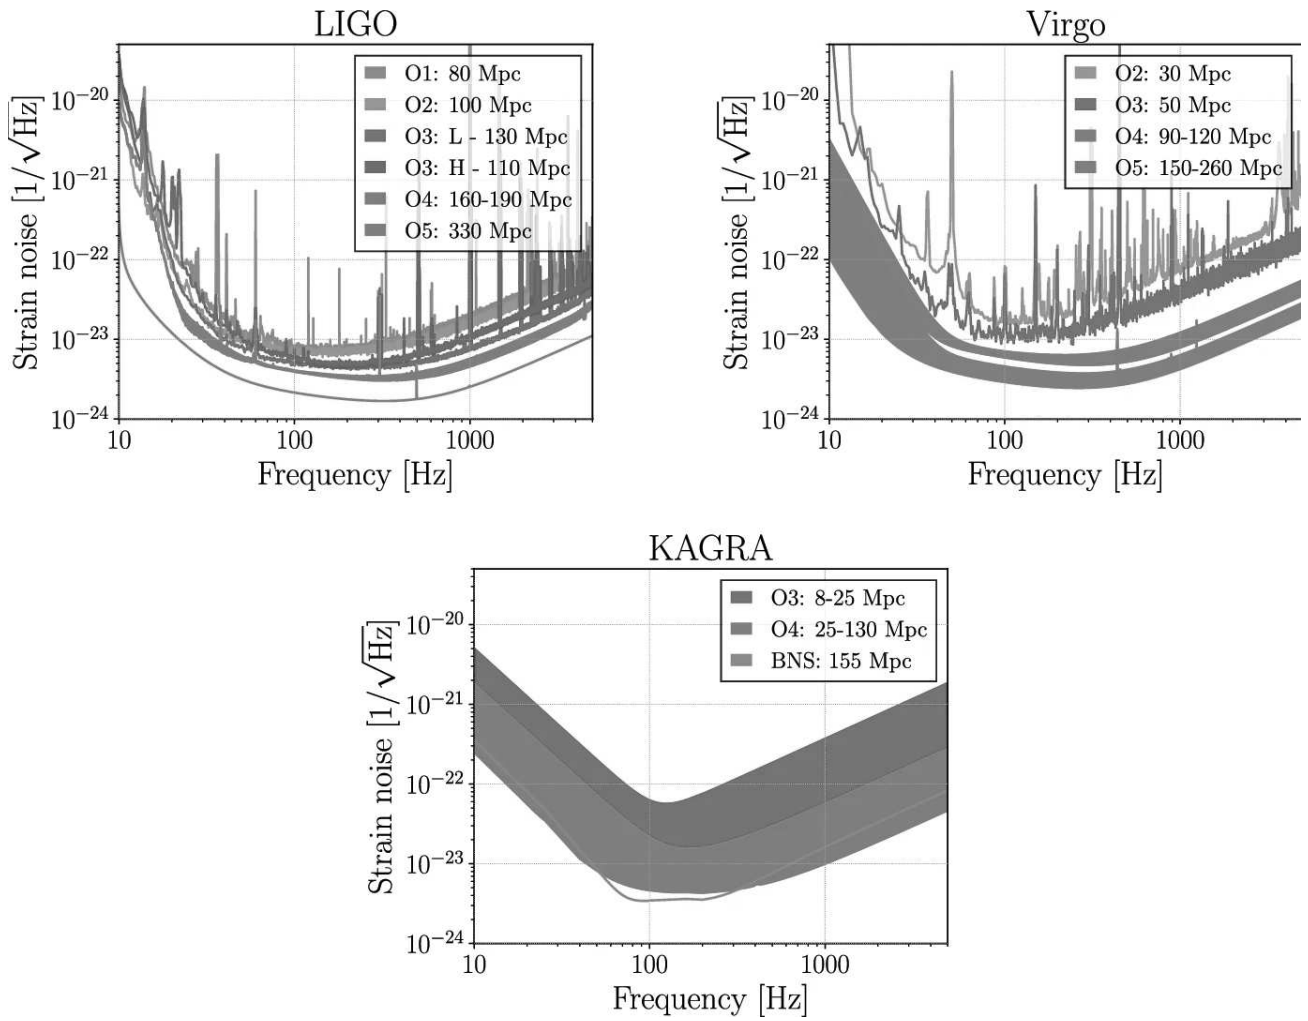 LIGO
O1: 80 Mpc
O2: 100 Mpc
O3: L - 130 Mpc
O3: H - 110 Mpc
O4: 160-190 Mpc
O5: 330 Mpc
Strain noise [1/√Hz]
10⁻²⁰
10⁻²¹
10⁻²²
10⁻²³
10⁻²⁴
10
100
1000
Frequency [Hz]
Virgo
O2: 30 Mpc
O3: 50 Mpc
O4: 90-120 Mpc
O5: 150-260 Mpc
Strain noise [1/√Hz]
10⁻²⁰
10⁻²¹
10⁻²²
10⁻²³
10⁻²⁴
10
100
1000
Frequency [Hz]
KAGRA
O3: 8-25 Mpc
O4: 25-130 Mpc
BNS: 155 Mpc
Strain noise [1/√Hz]
10⁻²⁰
10⁻²¹
10⁻²²
10⁻²³
10⁻²⁴
10
100
1000
Frequency [Hz]